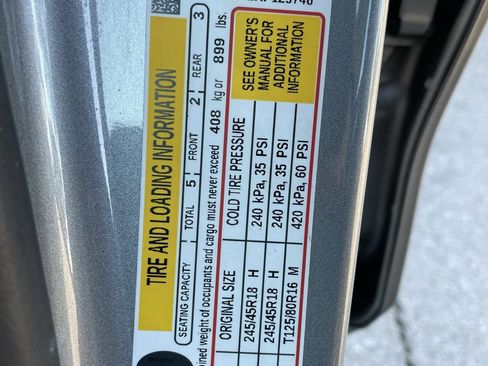 TIRE AND LOADING INFORMATION
SEATING CAPACITY TOTAL 5 FRONT 2 REAR 3
weight of occupants and cargo must never exceed 408 kg or 899 lbs.
ORIGINAL SIZE COLD TIRE PRESSURE
245/45R18 H 240 kPa, 35 PSI
245/45R18 H 240 kPa, 35 PSI
T125/80R16 M 420 kPa, 60 PSI
SEE OWNER'S
MANUAL FOR
ADDITIONAL
INFORMATION